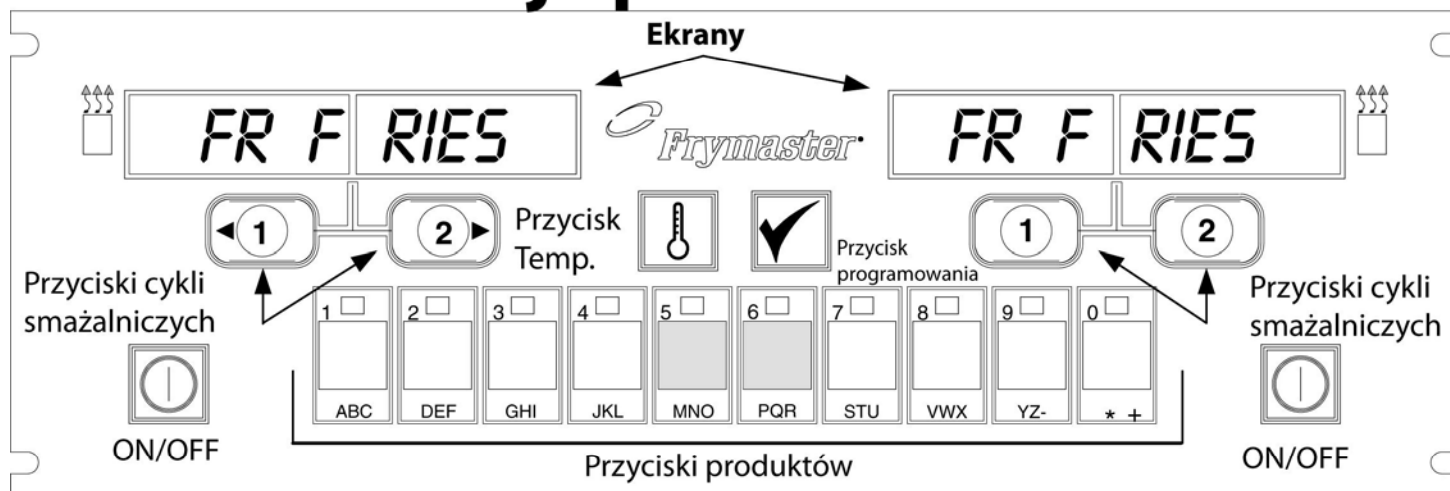 Ekrany
FR F RIES
Frymaster
FR F RIES
1
2
Przycisk
Temp.
Przycisk
programowania
1
2
Przyciski cykli
smażalniczych
Przyciski cykli
smażalniczych
1 2 3 4 5 6 7 8 9 0
ABC DEF GHI JKL MNO PQR STU VWX YZ- * +
ON/OFF
Przyciski produktów
ON/OFF